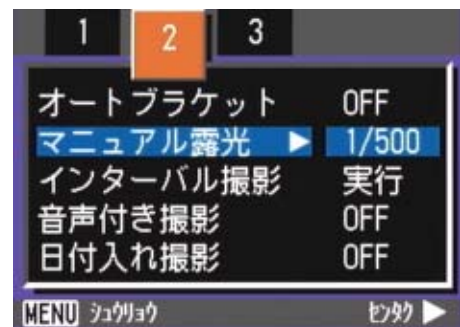 1 2 3
オートブラケット OFF
マニュアル露光 ▶ 1/500
インターバル撮影 実行
音声付き撮影 OFF
日付入れ撮影 OFF
MENU ｼｭｳﾘｮｳ ｾﾝﾀｸ ▶